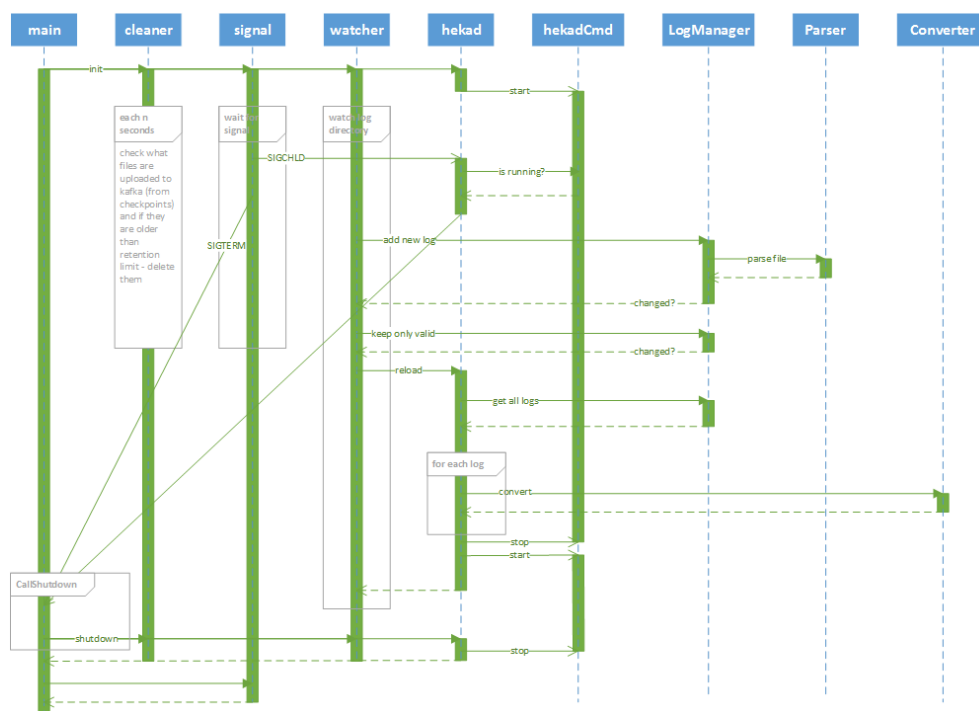 main
cleaner
signal
watcher
hekad
hekadCmd
LogManager
Parser
Converter
init
start
each n
seconds
check what
files are
uploaded to
kafka (from
checkpoints)
and if they
are older
than
retention
limit - delete
them
wait for
signal
watch log
directory
SIGCHLD
is running?
SIGTERM
add new log
parse file
changed?
keep only valid
changed?
reload
get all logs
for each log
convert
stop
start
CallShutdown
shutdown
stop